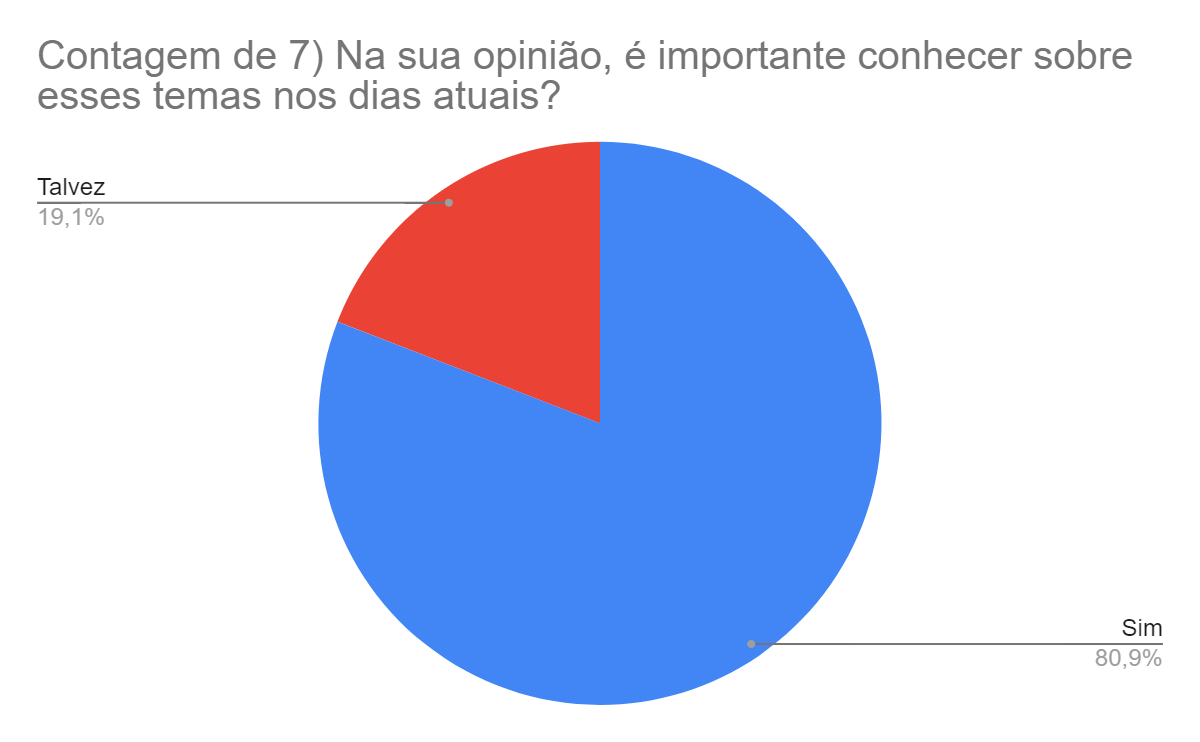 Contagem de 7) Na sua opinião, é importante conhecer sobre
esses temas nos dias atuais?
Talvez
19,1%
Sim
80,9%